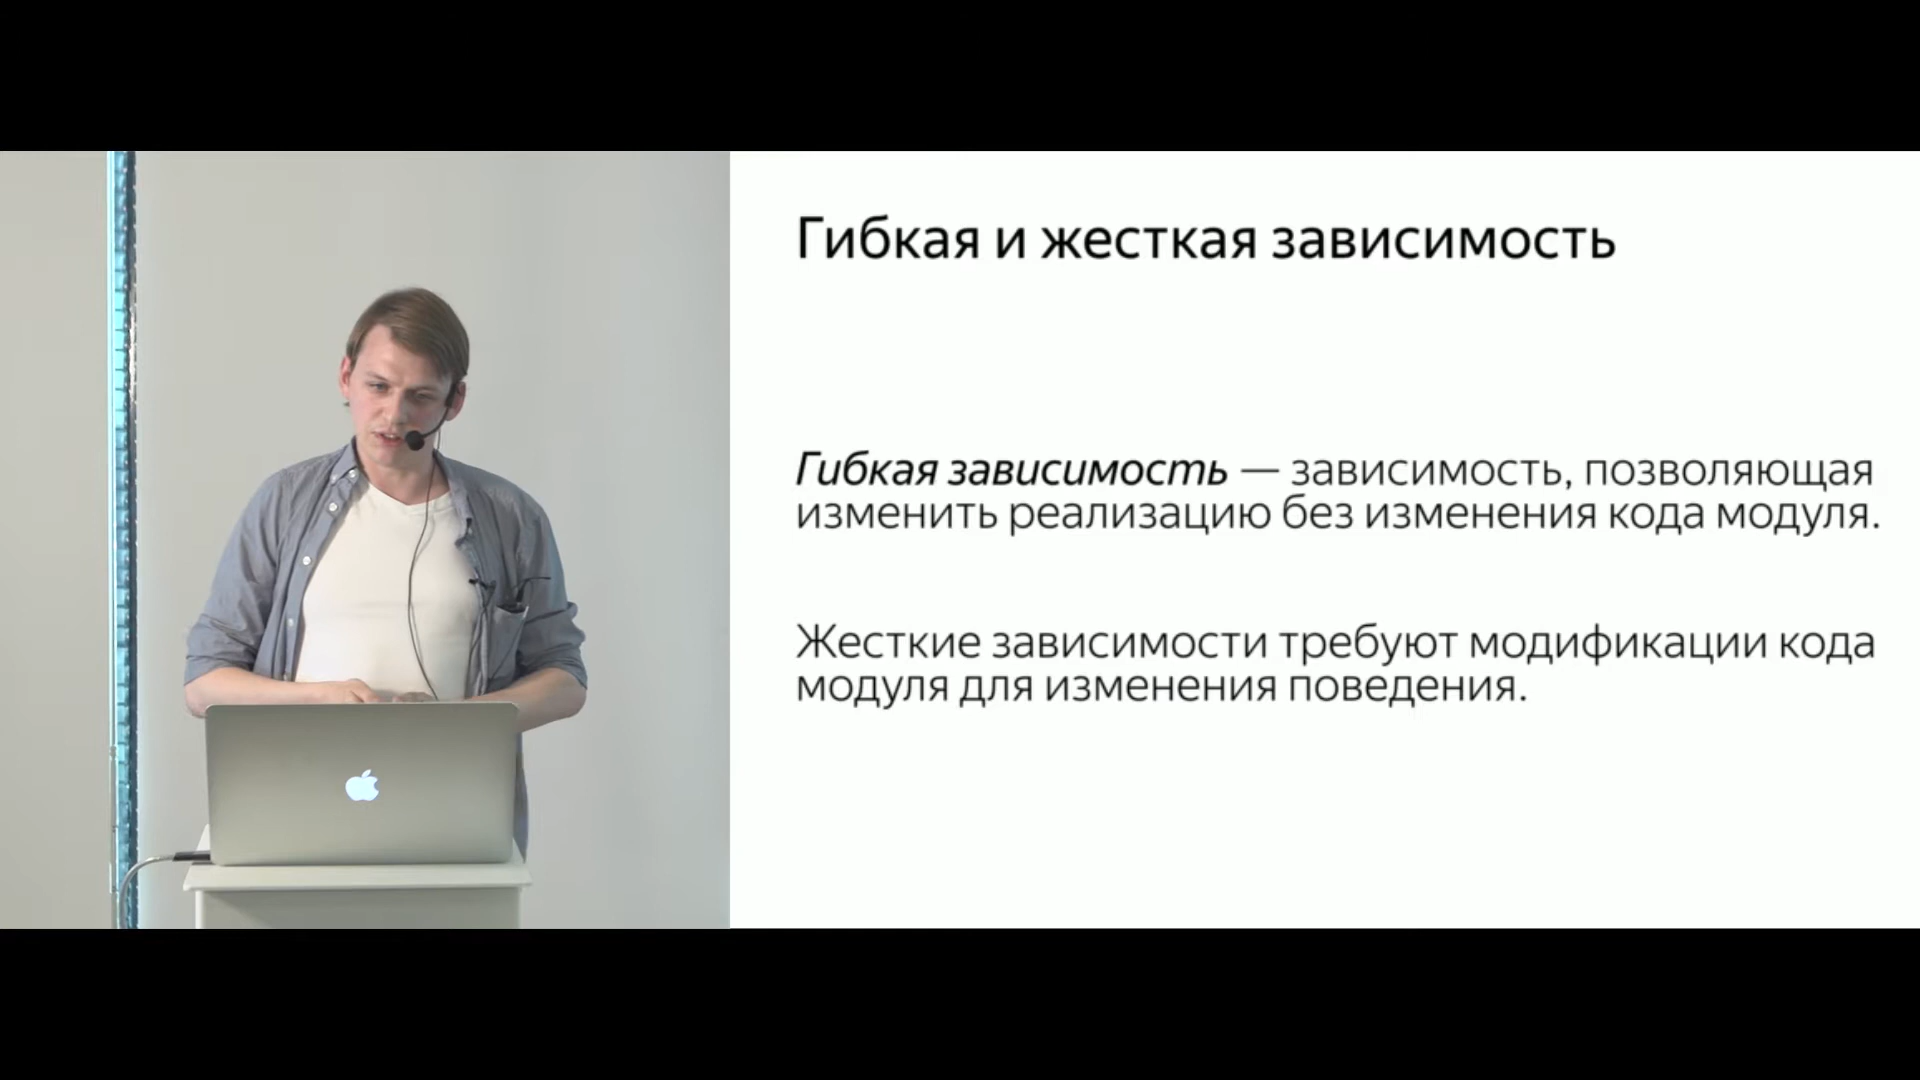 Гибкая и жесткая зависимость
Гибкая зависимость — зависимость, позволяющая
изменить реализацию без изменения кода модуля.
Жесткие зависимости требуют модификации кода
модуля для изменения поведения.